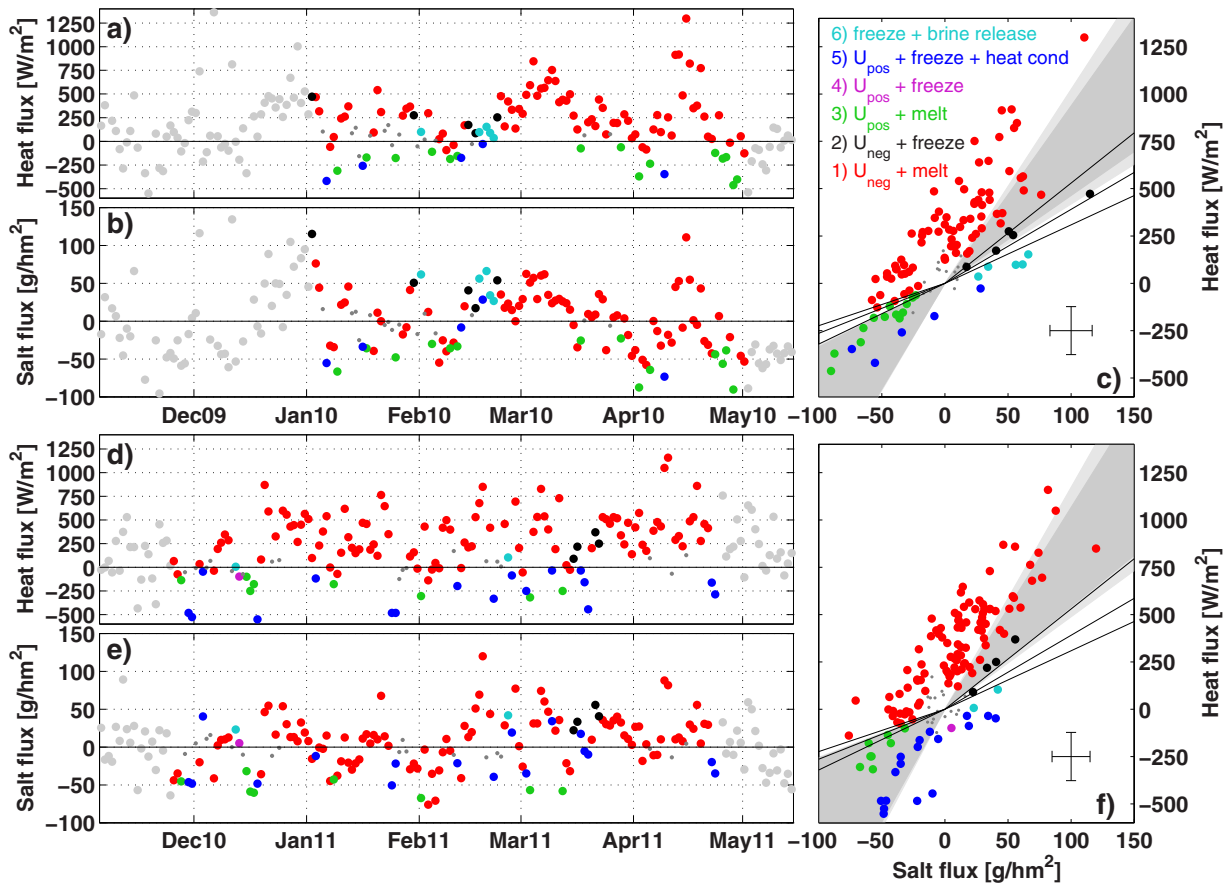 a)
Heat flux [W/m²]
1250
1000
750
500
250
0
−250
−500
b)
Salt flux [g/hm²]
150
100
50
0
−50
−100
Dec09 Jan10 Feb10 Mar10 Apr10 May10
6) freeze + brine release
5) Upos + freeze + heat cond
4) Upos + freeze
3) Upos + melt
2) Uneg + freeze
1) Uneg + melt
c)
Heat flux [W/m²]
1250
1000
750
500
250
0
−250
−500
−100 −50 0 50 100 150
d)
Heat flux [W/m²]
1250
1000
750
500
250
0
−250
−500
e)
Salt flux [g/hm²]
150
100
50
0
−50
−100
Dec10 Jan11 Feb11 Mar11 Apr11 May11
f)
Heat flux [W/m²]
1250
1000
750
500
250
0
−250
−500
−100 −50 0 50 100 150
Salt flux [g/hm²]